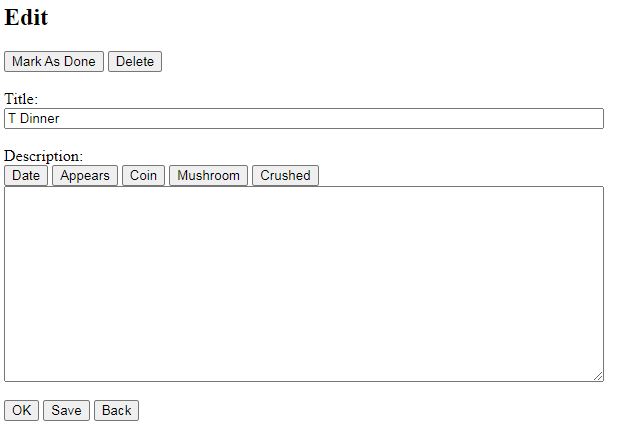 Edit
Mark As Done Delete
Title:
T Dinner
Description:
Date Appears Coin Mushroom Crushed
OK Save Back